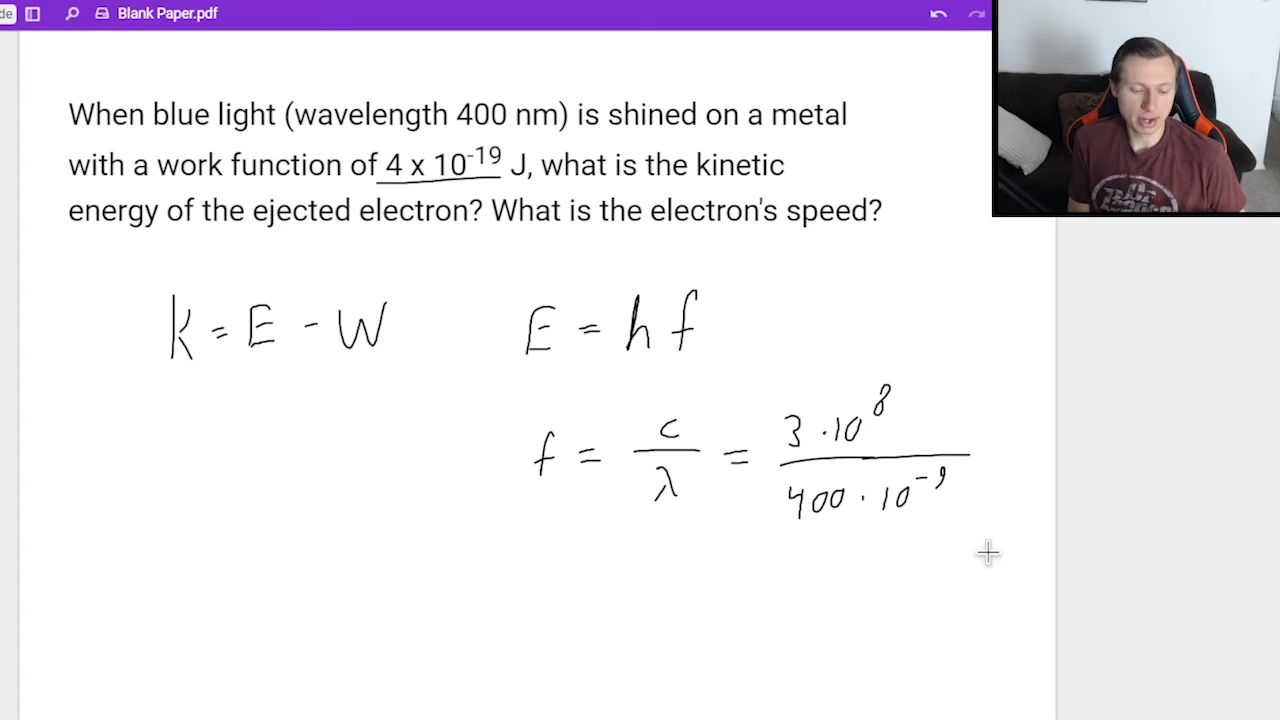 de
Blank Paper.pdf
When blue light (wavelength 400 nm) is shined on a metal
with a work function of 4 x 10⁻¹⁹ J, what is the kinetic
energy of the ejected electron? What is the electron's speed?
K = E - W
E = hf
f = c/λ = 3·10⁸ / 400·10⁻⁹